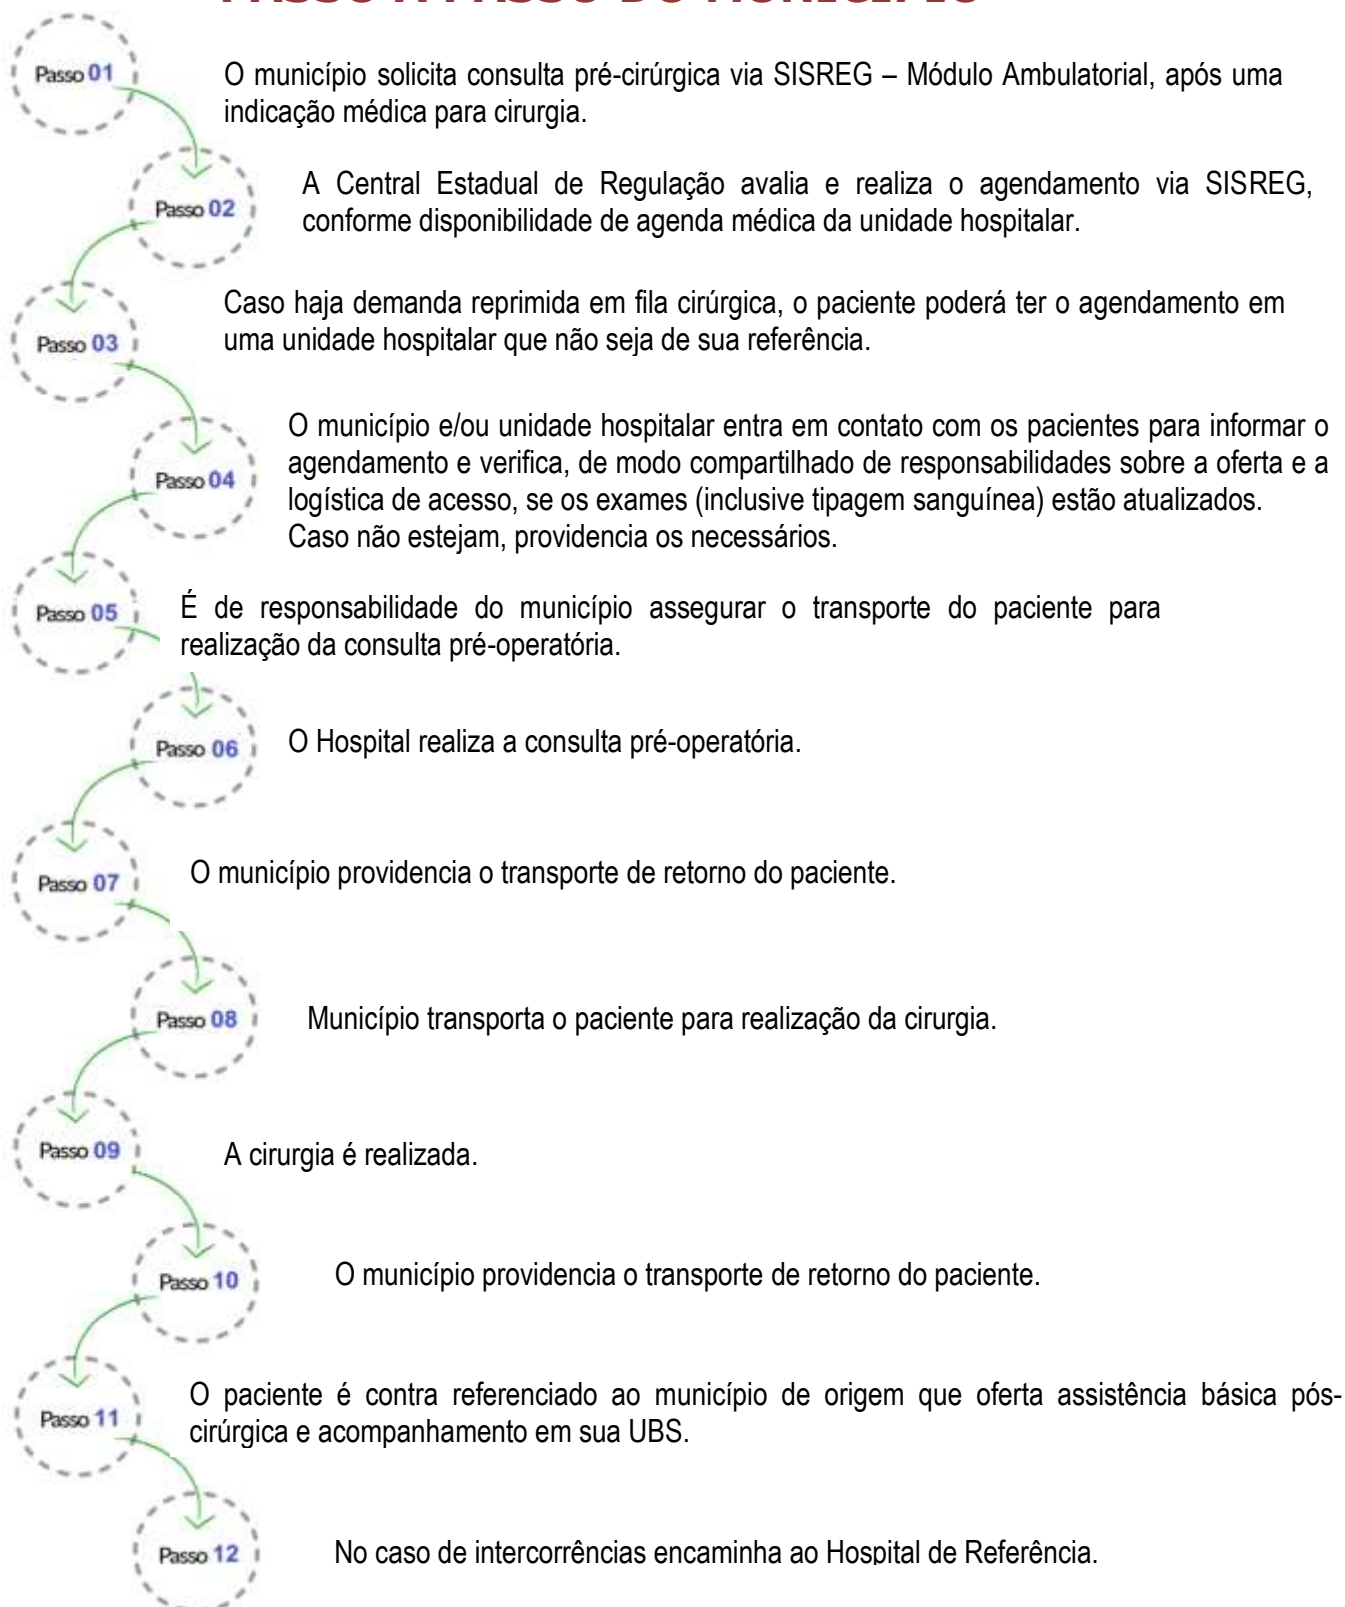 PASSO A PASSO DO MUNICÍPIO
Passo 01
O município solicita consulta pré-cirúrgica via SISREG – Módulo Ambulatorial, após uma
indicação médica para cirurgia.
Passo 02
A Central Estadual de Regulação avalia e realiza o agendamento via SISREG,
conforme disponibilidade de agenda médica da unidade hospitalar.
Passo 03
Caso haja demanda reprimida em fila cirúrgica, o paciente poderá ter o agendamento em
uma unidade hospitalar que não seja de sua referência.
Passo 04
O município e/ou unidade hospitalar entra em contato com os pacientes para informar o
agendamento e verifica, de modo compartilhado de responsabilidades sobre a oferta e a
logística de acesso, se os exames (inclusive tipagem sanguínea) estão atualizados.
Caso não estejam, providencia os necessários.
Passo 05
É de responsabilidade do município assegurar o transporte do paciente para
realização da consulta pré-operatória.
Passo 06
O Hospital realiza a consulta pré-operatória.
Passo 07
O município providencia o transporte de retorno do paciente.
Passo 08
Município transporta o paciente para realização da cirurgia.
Passo 09
A cirurgia é realizada.
Passo 10
O município providencia o transporte de retorno do paciente.
Passo 11
O paciente é contra referenciado ao município de origem que oferta assistência básica pós-
cirúrgica e acompanhamento em sua UBS.
Passo 12
No caso de intercorrências encaminha ao Hospital de Referência.